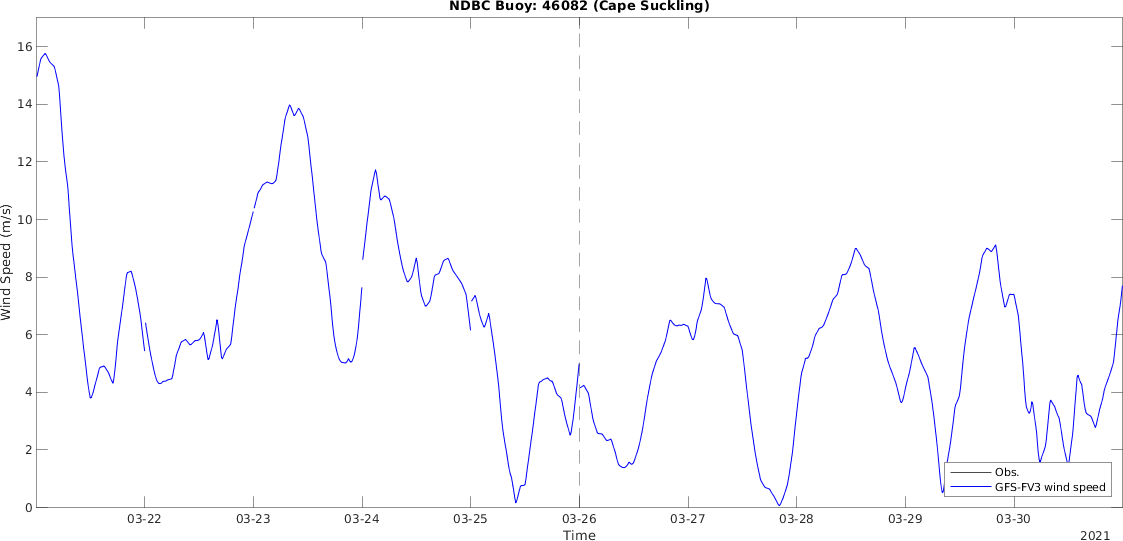 NDBC Buoy: 46082 (Cape Suckling)
16
14
12
10
8
6
4
2
0
Wind Speed (m/s)
03-22 03-23 03-24 03-25 03-26 03-27 03-28 03-29 03-30
Time
2021
Obs.
GFS-FV3 wind speed